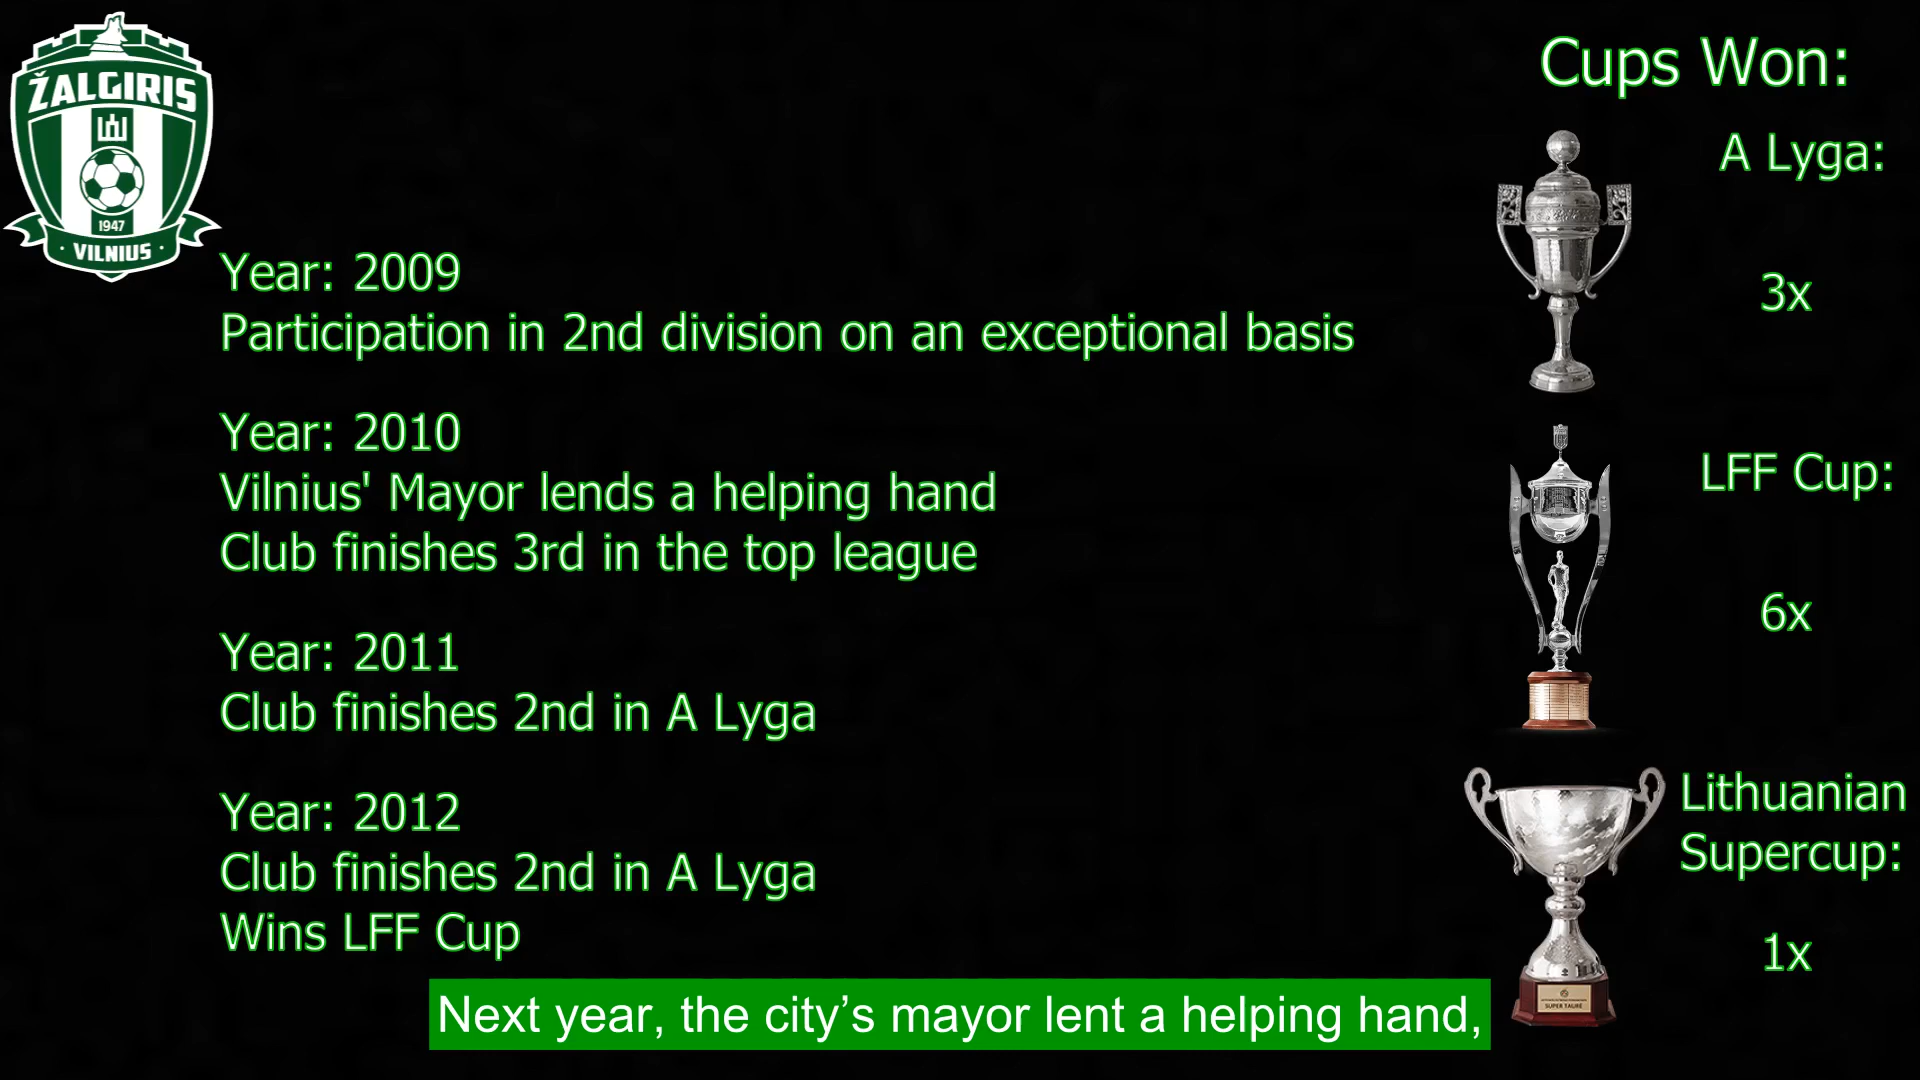 ŽALGIRIS
1947
VILNIUS
Year: 2009
Participation in 2nd division on an exceptional basis
Year: 2010
Vilnius' Mayor lends a helping hand
Club finishes 3rd in the top league
Year: 2011
Club finishes 2nd in A Lyga
Year: 2012
Club finishes 2nd in A Lyga
Wins LFF Cup
Cups Won:
A Lyga:
3x
LFF Cup:
6x
Lithuanian
Supercup:
1x
SUPER TAURĖ
Next year, the city’s mayor lent a helping hand,